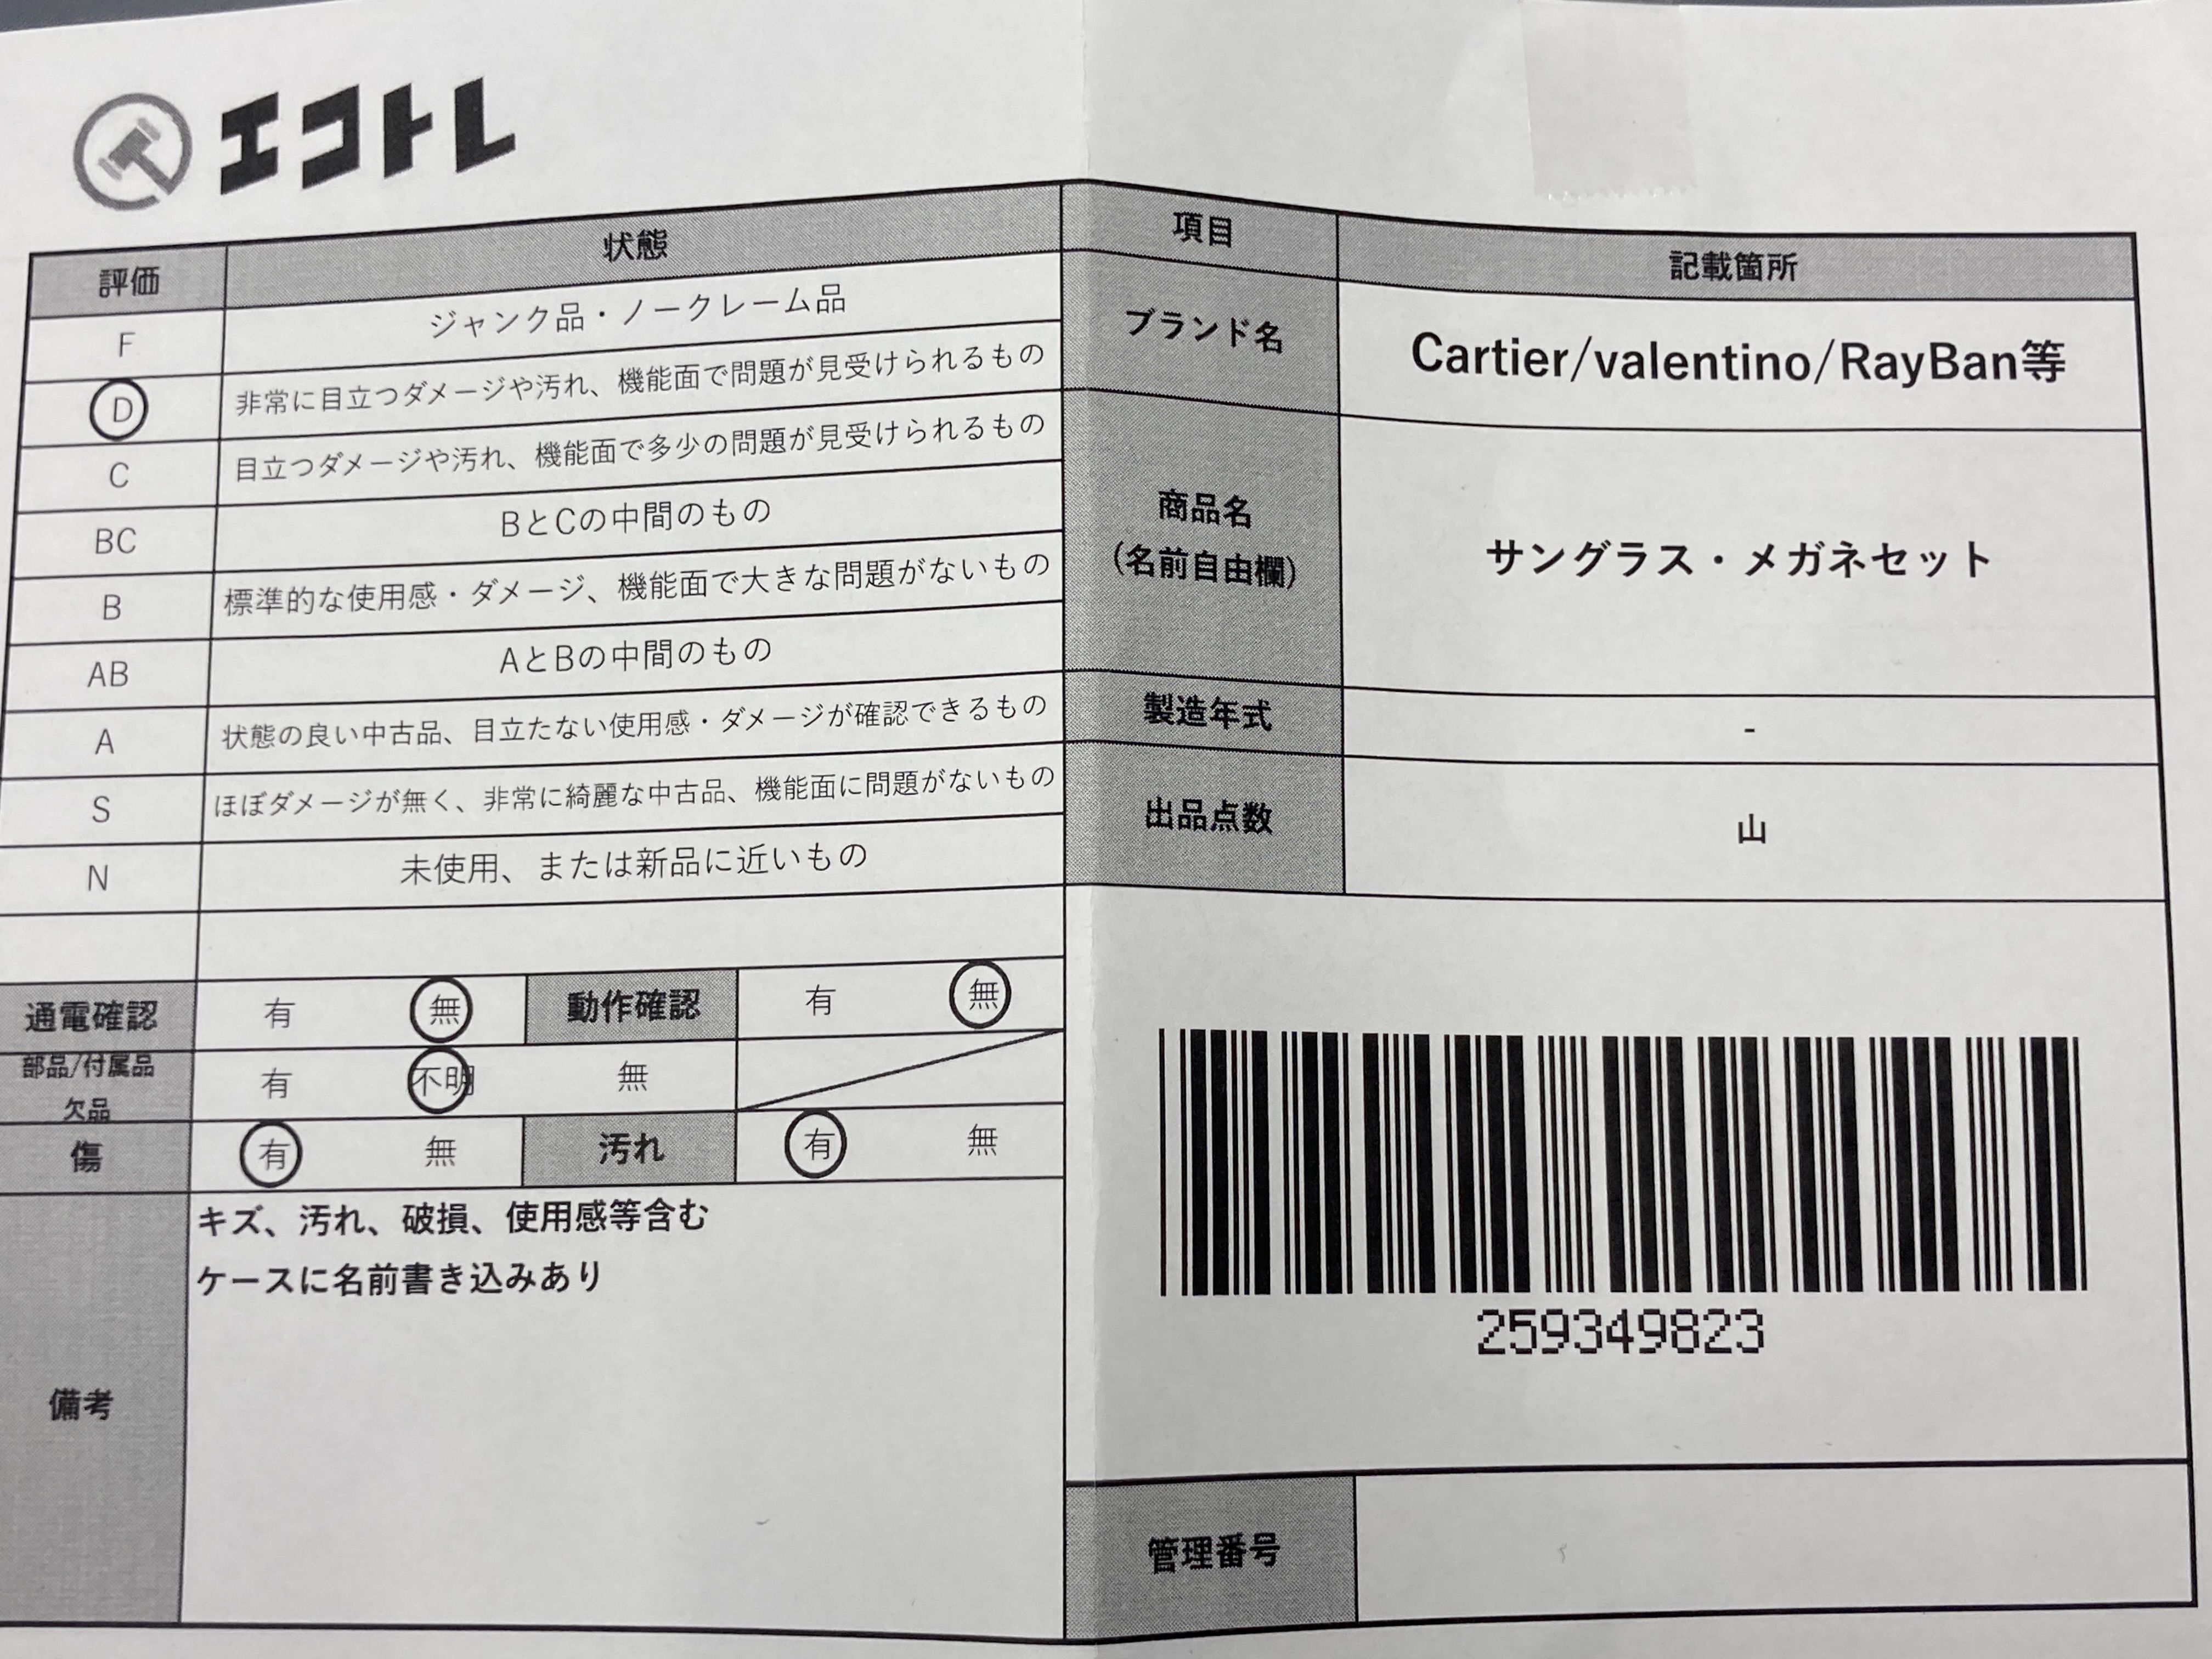 エコトレ
評価 状態
F ジャンク品・ノークレーム品
D 非常に目立つダメージや汚れ、機能面で問題が見受けられるもの
C 目立つダメージや汚れ、機能面で多少の問題が見受けられるもの
BC BとCの中間のもの
B 標準的な使用感・ダメージ、機能面で大きな問題がないもの
AB AとBの中間のもの
A 状態の良い中古品、目立たない使用感・ダメージが確認できるもの
S ほぼダメージが無く、非常に綺麗な中古品、機能面に問題がないもの
N 未使用、または新品に近いもの
通電確認 有 無 動作確認 有 無
部品/付属品
欠品 有 不明 無
傷 有 無 汚れ 有 無
備考
キズ、汚れ、破損、使用感等含む
ケースに名前書き込みあり
項目 記載箇所
ブランド名 Cartier/valentino/RayBan等
商品名
(名前自由欄) サングラス・メガネセット
製造年式 -
出品点数 山
259349823
管理番号